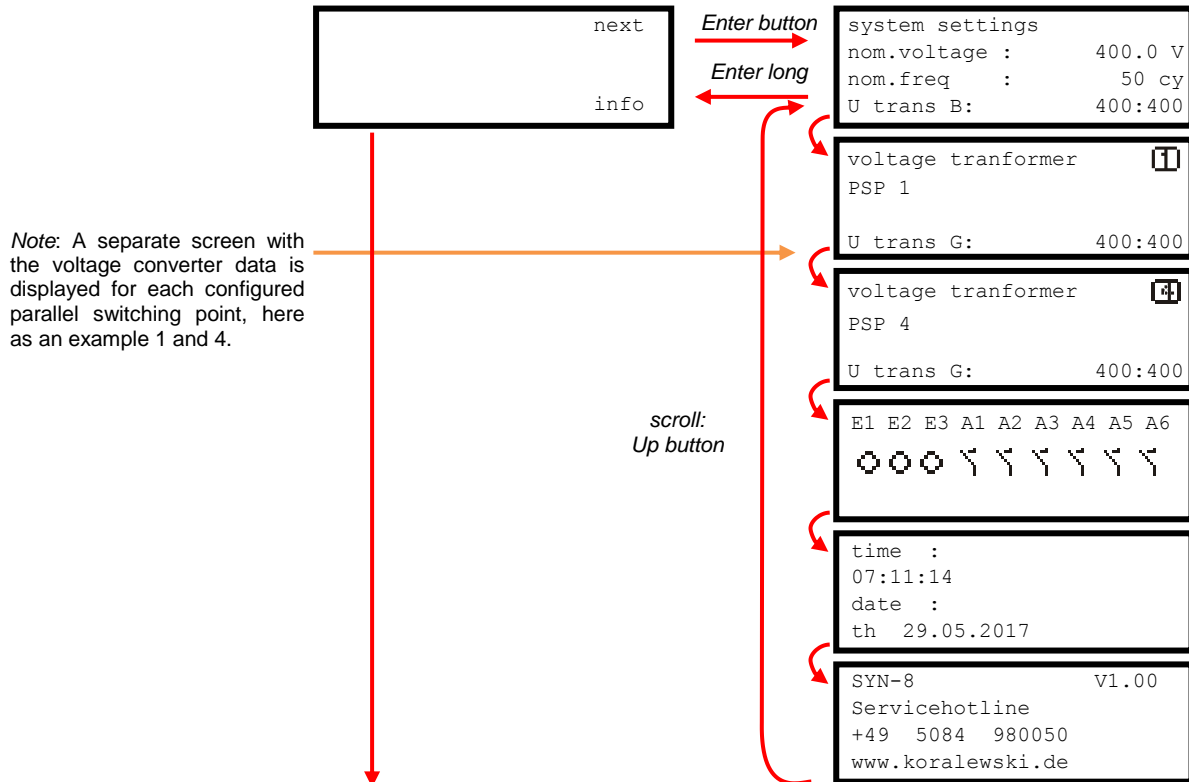 next
info
Enter button
Enter long
system settings
nom.voltage : 400.0 V
nom.freq : 50 cy
U trans B: 400:400
voltage tranformer 1
PSP 1
U trans G: 400:400
Note: A separate screen with
the voltage converter data is
displayed for each configured
parallel switching point, here
as an example 1 and 4.
voltage tranformer 4
PSP 4
U trans G: 400:400
scroll:
Up button
E1 E2 E3 A1 A2 A3 A4 A5 A6
time :
07:11:14
date :
th 29.05.2017
SYN-8 V1.00
Servicehotline
+49 5084 980050
www.koralewski.de